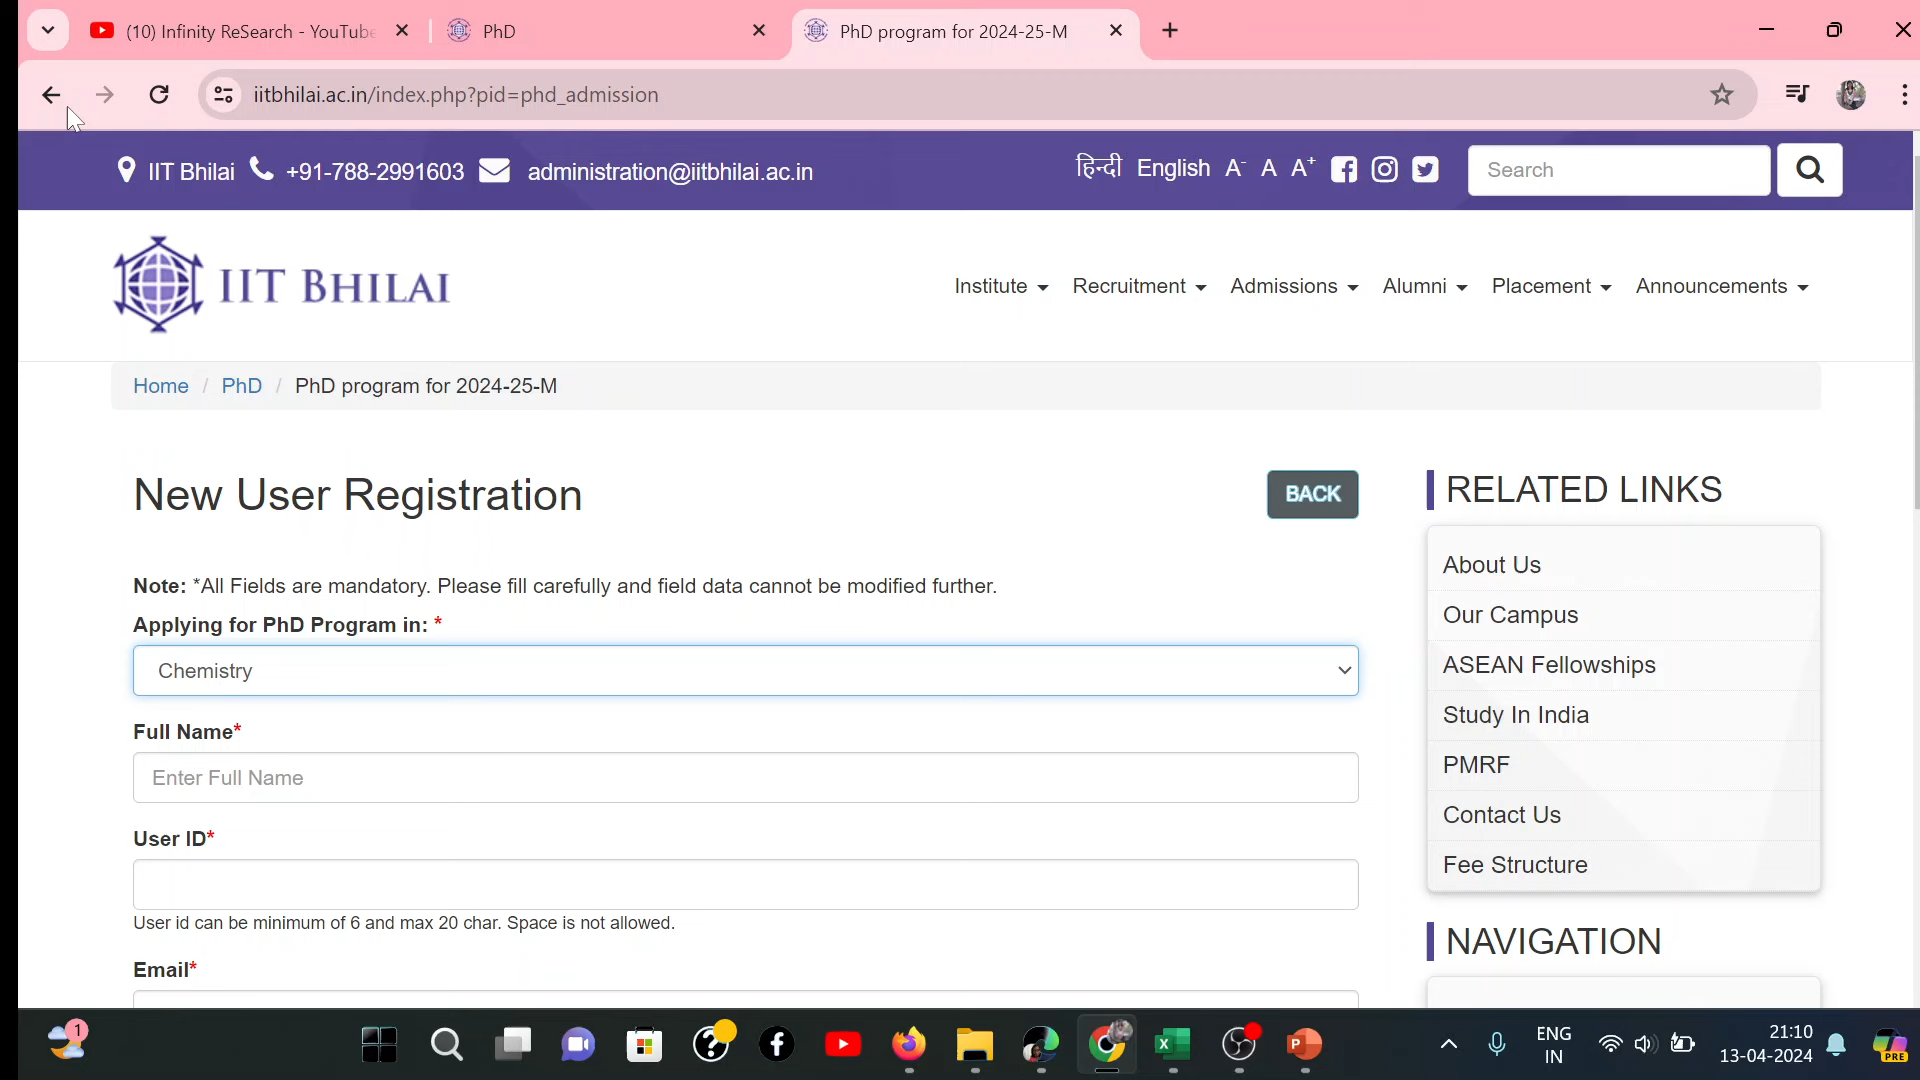 (10) Infinity ReSearch - YouTube
PhD
PhD program for 2024-25-M
iitbhilai.ac.in/index.php?pid=phd_admission
IIT Bhilai +91-788-2991603 administration@iitbhilai.ac.in
हिन्दी English A- A A+
Search
IIT BHILAI
Institute Recruitment Admissions Alumni Placement Announcements
Home / PhD / PhD program for 2024-25-M
New User Registration
BACK
Note: *All Fields are mandatory. Please fill carefully and field data cannot be modified further.
Applying for PhD Program in: *
Chemistry
Full Name*
Enter Full Name
User ID*
User id can be minimum of 6 and max 20 char. Space is not allowed.
Email*
RELATED LINKS
About Us
Our Campus
ASEAN Fellowships
Study In India
PMRF
Contact Us
Fee Structure
NAVIGATION
1
ENG
IN
21:10
13-04-2024
PRE